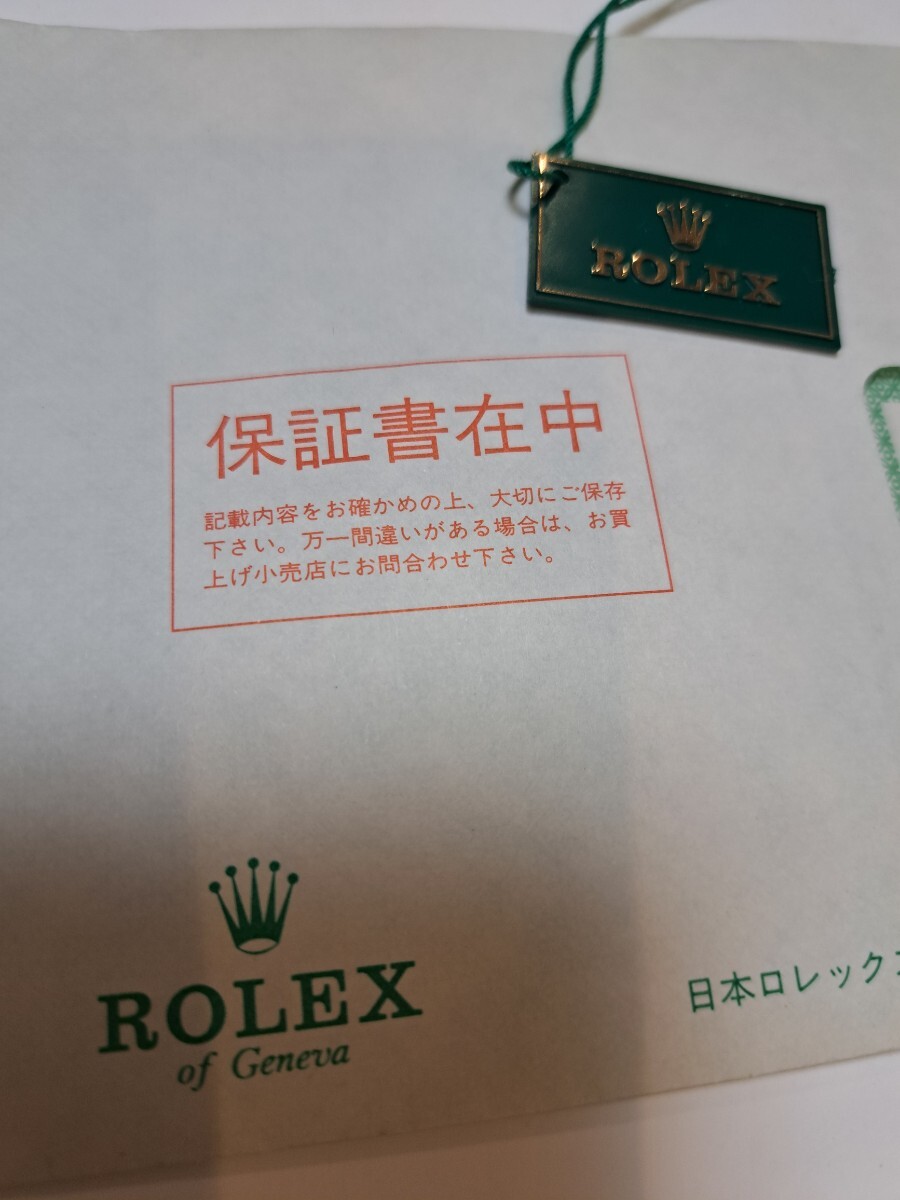 ROLEX
保証書在中
記載内容をお確かめの上、大切にご保存
下さい。万一間違いがある場合は、お買
上げ小売店にお問合わせ下さい。
ROLEX
of Geneva
日本ロレックス